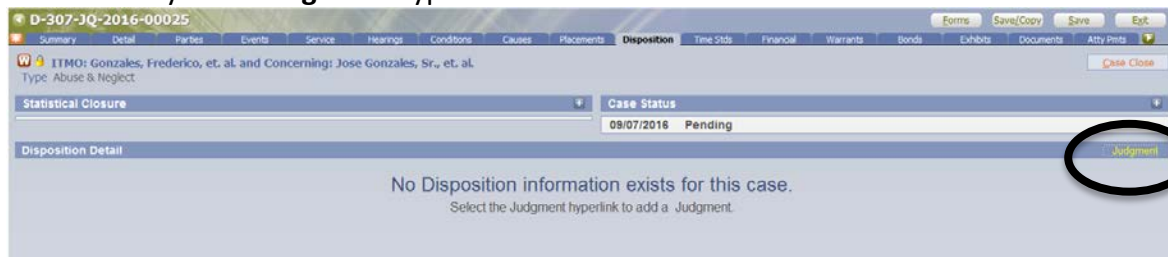 D-307-JQ-2016-00025
Forms Save/Copy Save Exit
Summary Detail Parties Events Service Hearings Conditions Causes Placements Disposition Time Stds Financial Warrants Bonds Exhibits Documents Atty Pmts
W ITMO: Gonzales, Frederico, et. al. and Concerning: Jose Gonzales, Sr., et. al.
Case Close
Type Abuse & Neglect
Statistical Closure
Case Status
09/07/2016 Pending
Disposition Detail
Judgment
No Disposition information exists for this case.
Select the Judgment hyperlink to add a Judgment.